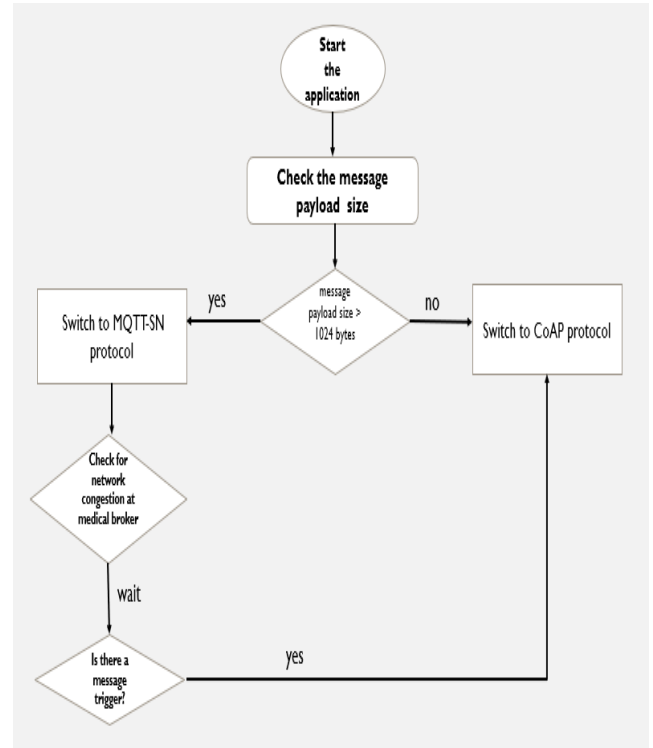 Start
the
application
Check the message
payload size
message
payload size >
1024 bytes
yes
no
Switch to MQTT-SN
protocol
Switch to CoAP protocol
Check for
network
congestion at
medical broker
wait
Is there a
message
trigger?
yes